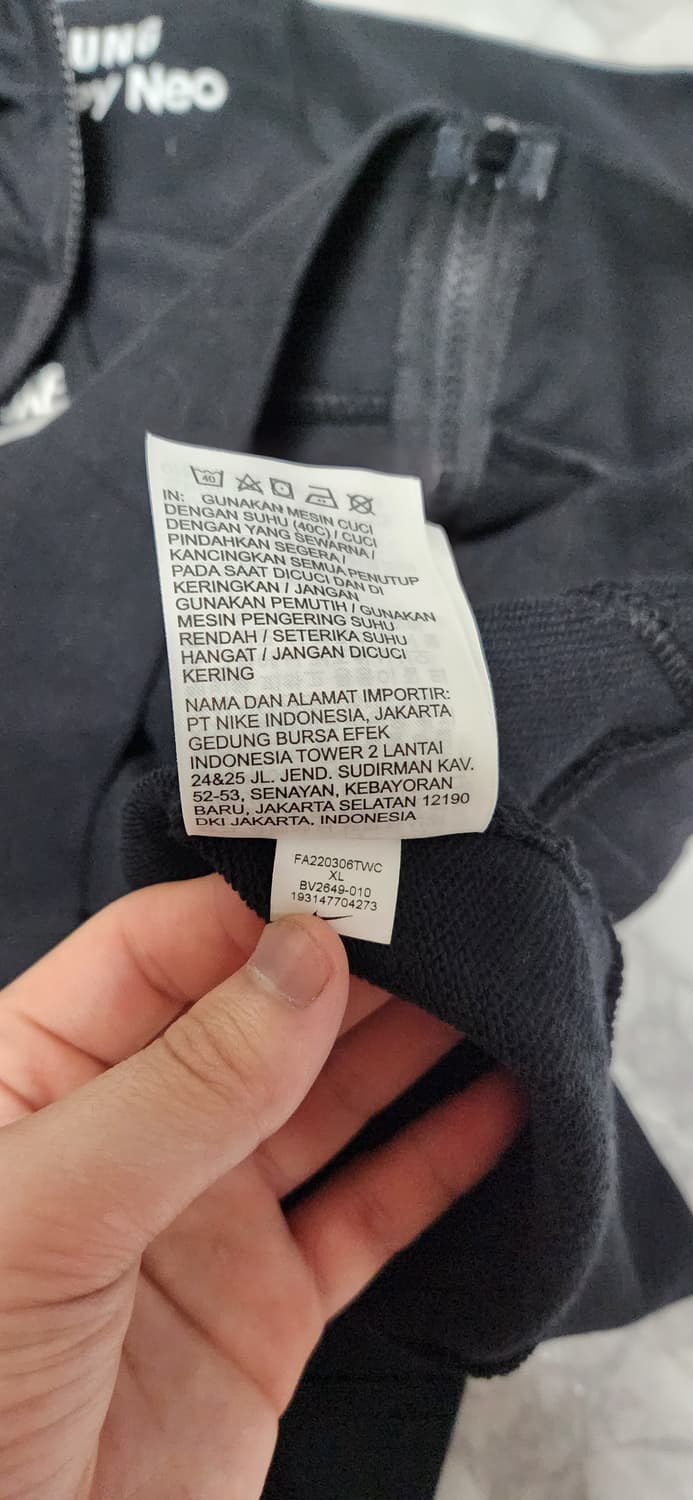 UNG
Neo
40
IN: GUNAKAN MESIN CUCI
DENGAN SUHU (40C) / CUCI
DENGAN YANG SEWARNA /
PINDAHKAN SEGERA /
KANCINGKAN SEMUA PENUTUP
PADA SAAT DICUCI DAN DI
KERINGKAN / JANGAN
GUNAKAN PEMUTIH / GUNAKAN
MESIN PENGERING SUHU
RENDAH / SETERIKA SUHU
HANGAT / JANGAN DICUCI
KERING
NAMA DAN ALAMAT IMPORTIR:
PT NIKE INDONESIA, JAKARTA
GEDUNG BURSA EFEK
INDONESIA TOWER 2 LANTAI
24&25 JL. JEND. SUDIRMAN KAV.
52-53, SENAYAN, KEBAYORAN
BARU, JAKARTA SELATAN 12190
DKI JAKARTA, INDONESIA
FA220306TWC
XL
BV2649-010
193147704273